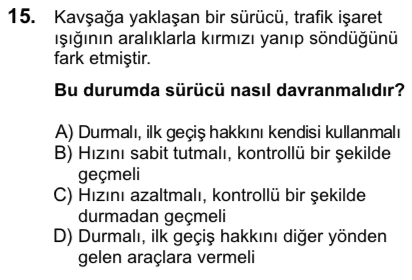 15. Kavşağa yaklaşan bir sürücü, trafik işaret
ışığının aralıklarla kırmızı yanıp söndüğünü
fark etmiştir.
Bu durumda sürücü nasıl davranmalıdır?
A) Durmalı, ilk geçiş hakkını kendisi kullanmalı
B) Hızını sabit tutmalı, kontrollü bir şekilde
geçmeli
C) Hızını azaltmalı, kontrollü bir şekilde
durmadan geçmeli
D) Durmalı, ilk geçiş hakkını diğer yönden
gelen araçlara vermeli